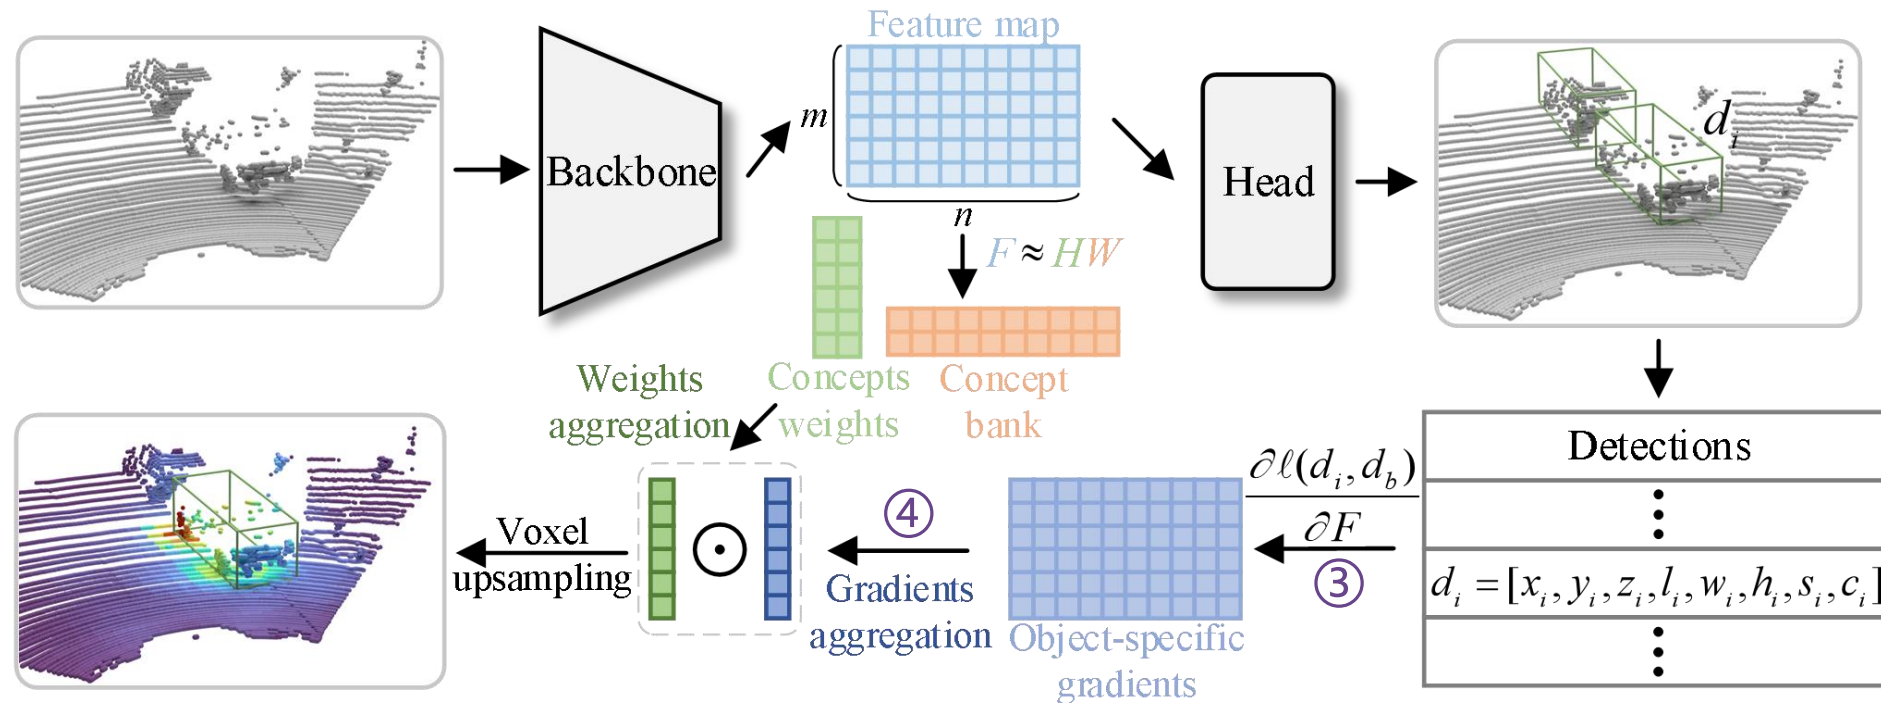 Feature map
m
n
Backbone
Head
d_i
F ≈ HW
Weights
aggregation
Concepts
weights
Concept
bank
Detections
d_i = [x_i, y_i, z_i, l_i, w_i, h_i, s_i, c_i]
∂ℓ(d_i, d_b)
∂F
③
Object-specific
gradients
④
Gradients
aggregation
Voxel
upsampling